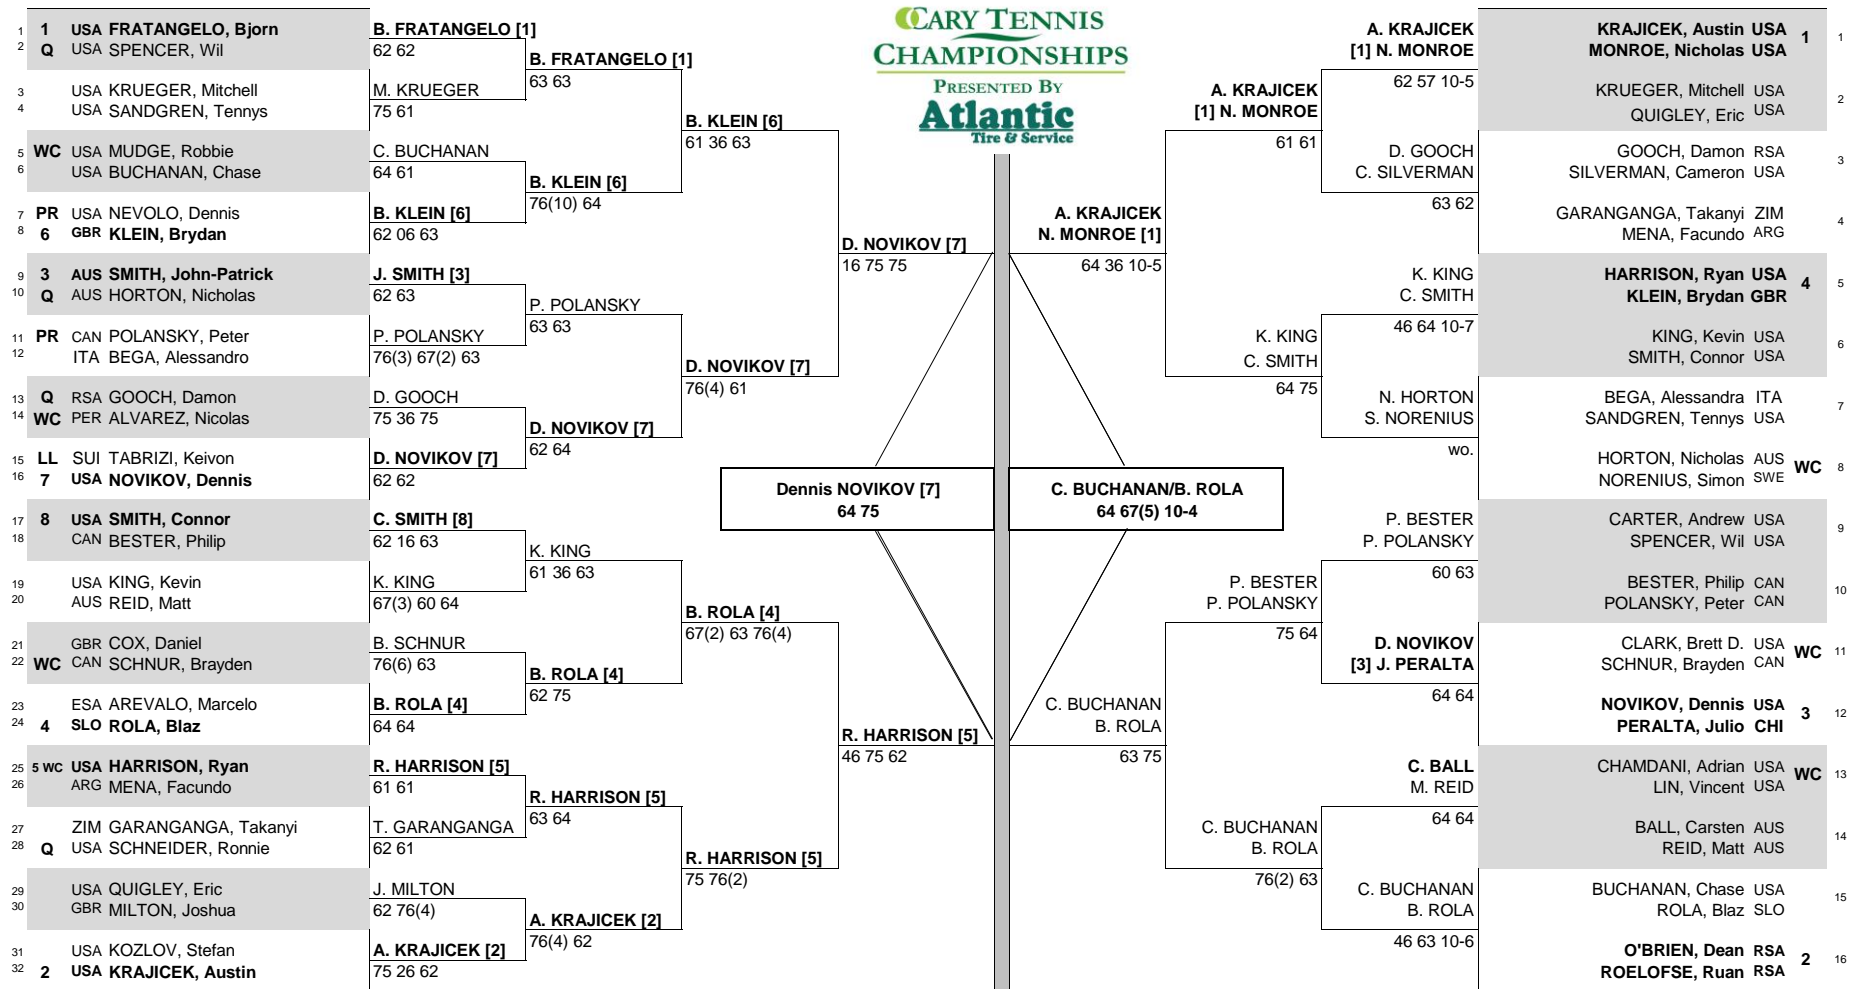 CARY TENNIS
CHAMPIONSHIPS
PRESENTED BY
Atlantic
Tire & Service
1 1 USA FRATANGELO, Bjorn
2 Q USA SPENCER, Wil
3 USA KRUEGER, Mitchell
4 USA SANDGREN, Tennys
5 WC USA MUDGE, Robbie
6 USA BUCHANAN, Chase
7 PR USA NEVOLO, Dennis
8 6 GBR KLEIN, Brydan
9 3 AUS SMITH, John-Patrick
10 Q AUS HORTON, Nicholas
11 PR CAN POLANSKY, Peter
12 ITA BEGA, Alessandro
13 Q RSA GOOCH, Damon
14 WC PER ALVAREZ, Nicolas
15 LL SUI TABRIZI, Keivon
16 7 USA NOVIKOV, Dennis
17 8 USA SMITH, Connor
18 CAN BESTER, Philip
19 USA KING, Kevin
20 AUS REID, Matt
21 GBR COX, Daniel
22 WC CAN SCHNUR, Brayden
23 ESA AREVALO, Marcelo
24 4 SLO ROLA, Blaz
25 5 WC USA HARRISON, Ryan
26 ARG MENA, Facundo
27 ZIM GARANGANGA, Takanyi
28 Q USA SCHNEIDER, Ronnie
29 USA QUIGLEY, Eric
30 GBR MILTON, Joshua
31 USA KOZLOV, Stefan
32 2 USA KRAJICEK, Austin
B. FRATANGELO [1]
62 62
M. KRUEGER
75 61
C. BUCHANAN
64 61
B. KLEIN [6]
62 06 63
J. SMITH [3]
62 63
P. POLANSKY
76(3) 67(2) 63
D. GOOCH
75 36 75
D. NOVIKOV [7]
62 62
C. SMITH [8]
62 16 63
K. KING
67(3) 60 64
B. SCHNUR
76(6) 63
B. ROLA [4]
64 64
R. HARRISON [5]
61 61
T. GARANGANGA
62 61
J. MILTON
62 76(4)
A. KRAJICEK [2]
75 26 62
B. FRATANGELO [1]
63 63
B. KLEIN [6]
76(10) 64
P. POLANSKY
63 63
D. NOVIKOV [7]
62 64
K. KING
61 36 63
B. ROLA [4]
62 75
R. HARRISON [5]
63 64
A. KRAJICEK [2]
76(4) 62
B. KLEIN [6]
61 36 63
D. NOVIKOV [7]
76(4) 61
B. ROLA [4]
67(2) 63 76(4)
R. HARRISON [5]
75 76(2)
D. NOVIKOV [7]
16 75 75
R. HARRISON [5]
46 75 62
Dennis NOVIKOV [7]
64 75
C. BUCHANAN/B. ROLA
64 67(5) 10-4
A. KRAJICEK
N. MONROE [1]
64 36 10-5
C. BUCHANAN
B. ROLA
63 75
A. KRAJICEK
[1] N. MONROE
61 61
K. KING
C. SMITH
64 75
P. BESTER
P. POLANSKY
75 64
C. BUCHANAN
B. ROLA
76(2) 63
A. KRAJICEK
[1] N. MONROE
62 57 10-5
D. GOOCH
C. SILVERMAN
63 62
K. KING
C. SMITH
46 64 10-7
N. HORTON
S. NORENIUS
wo.
P. BESTER
P. POLANSKY
60 63
D. NOVIKOV
[3] J. PERALTA
64 64
C. BALL
M. REID
64 64
C. BUCHANAN
B. ROLA
46 63 10-6
KRAJICEK, Austin USA 1 1
MONROE, Nicholas USA
KRUEGER, Mitchell USA 2
QUIGLEY, Eric USA
GOOCH, Damon RSA 3
SILVERMAN, Cameron USA
GARANGANGA, Takanyi ZIM 4
MENA, Facundo ARG
HARRISON, Ryan USA 4 5
KLEIN, Brydan GBR
KING, Kevin USA 6
SMITH, Connor USA
BEGA, Alessandra ITA 7
SANDGREN, Tennys USA
HORTON, Nicholas AUS WC 8
NORENIUS, Simon SWE
CARTER, Andrew USA 9
SPENCER, Wil USA
BESTER, Philip CAN 10
POLANSKY, Peter CAN
CLARK, Brett D. USA WC 11
SCHNUR, Brayden CAN
NOVIKOV, Dennis USA 3 12
PERALTA, Julio CHI
CHAMDANI, Adrian USA WC 13
LIN, Vincent USA
BALL, Carsten AUS 14
REID, Matt AUS
BUCHANAN, Chase USA 15
ROLA, Blaz SLO
O'BRIEN, Dean RSA 2 16
ROELOFSE, Ruan RSA